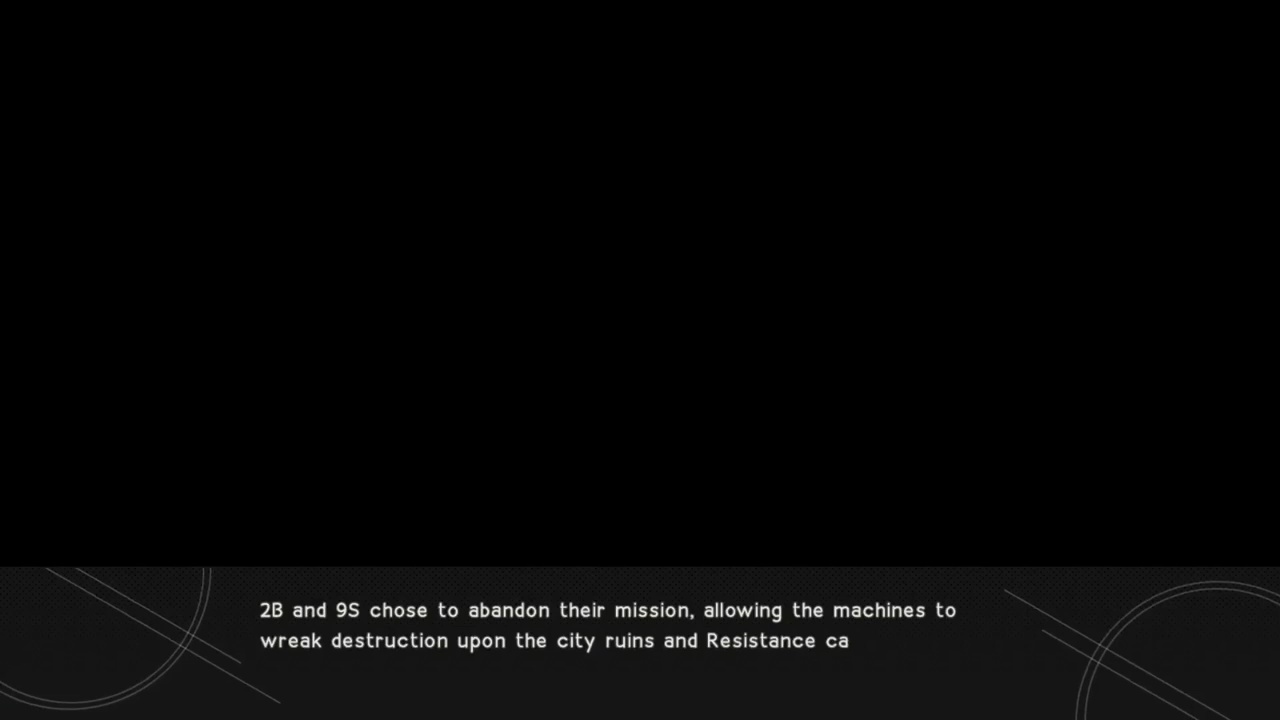 2B and 9S chose to abandon their mission, allowing the machines to
wreak destruction upon the city ruins and Resistance ca